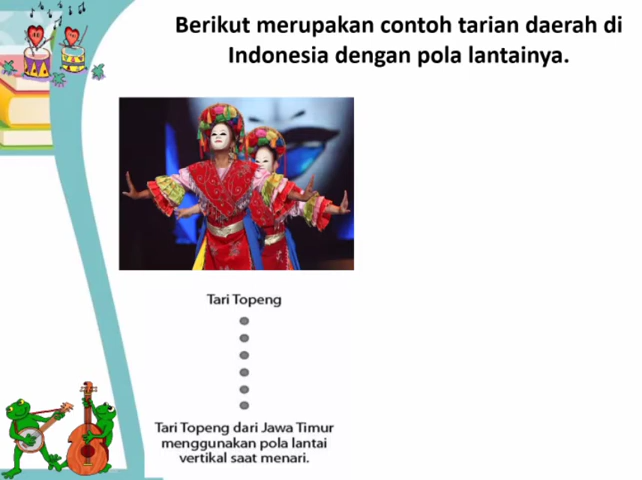 Berikut merupakan contoh tarian daerah di
Indonesia dengan pola lantainya.
Tari Topeng
Tari Topeng dari Jawa Timur
menggunakan pola lantai
vertikal saat menari.